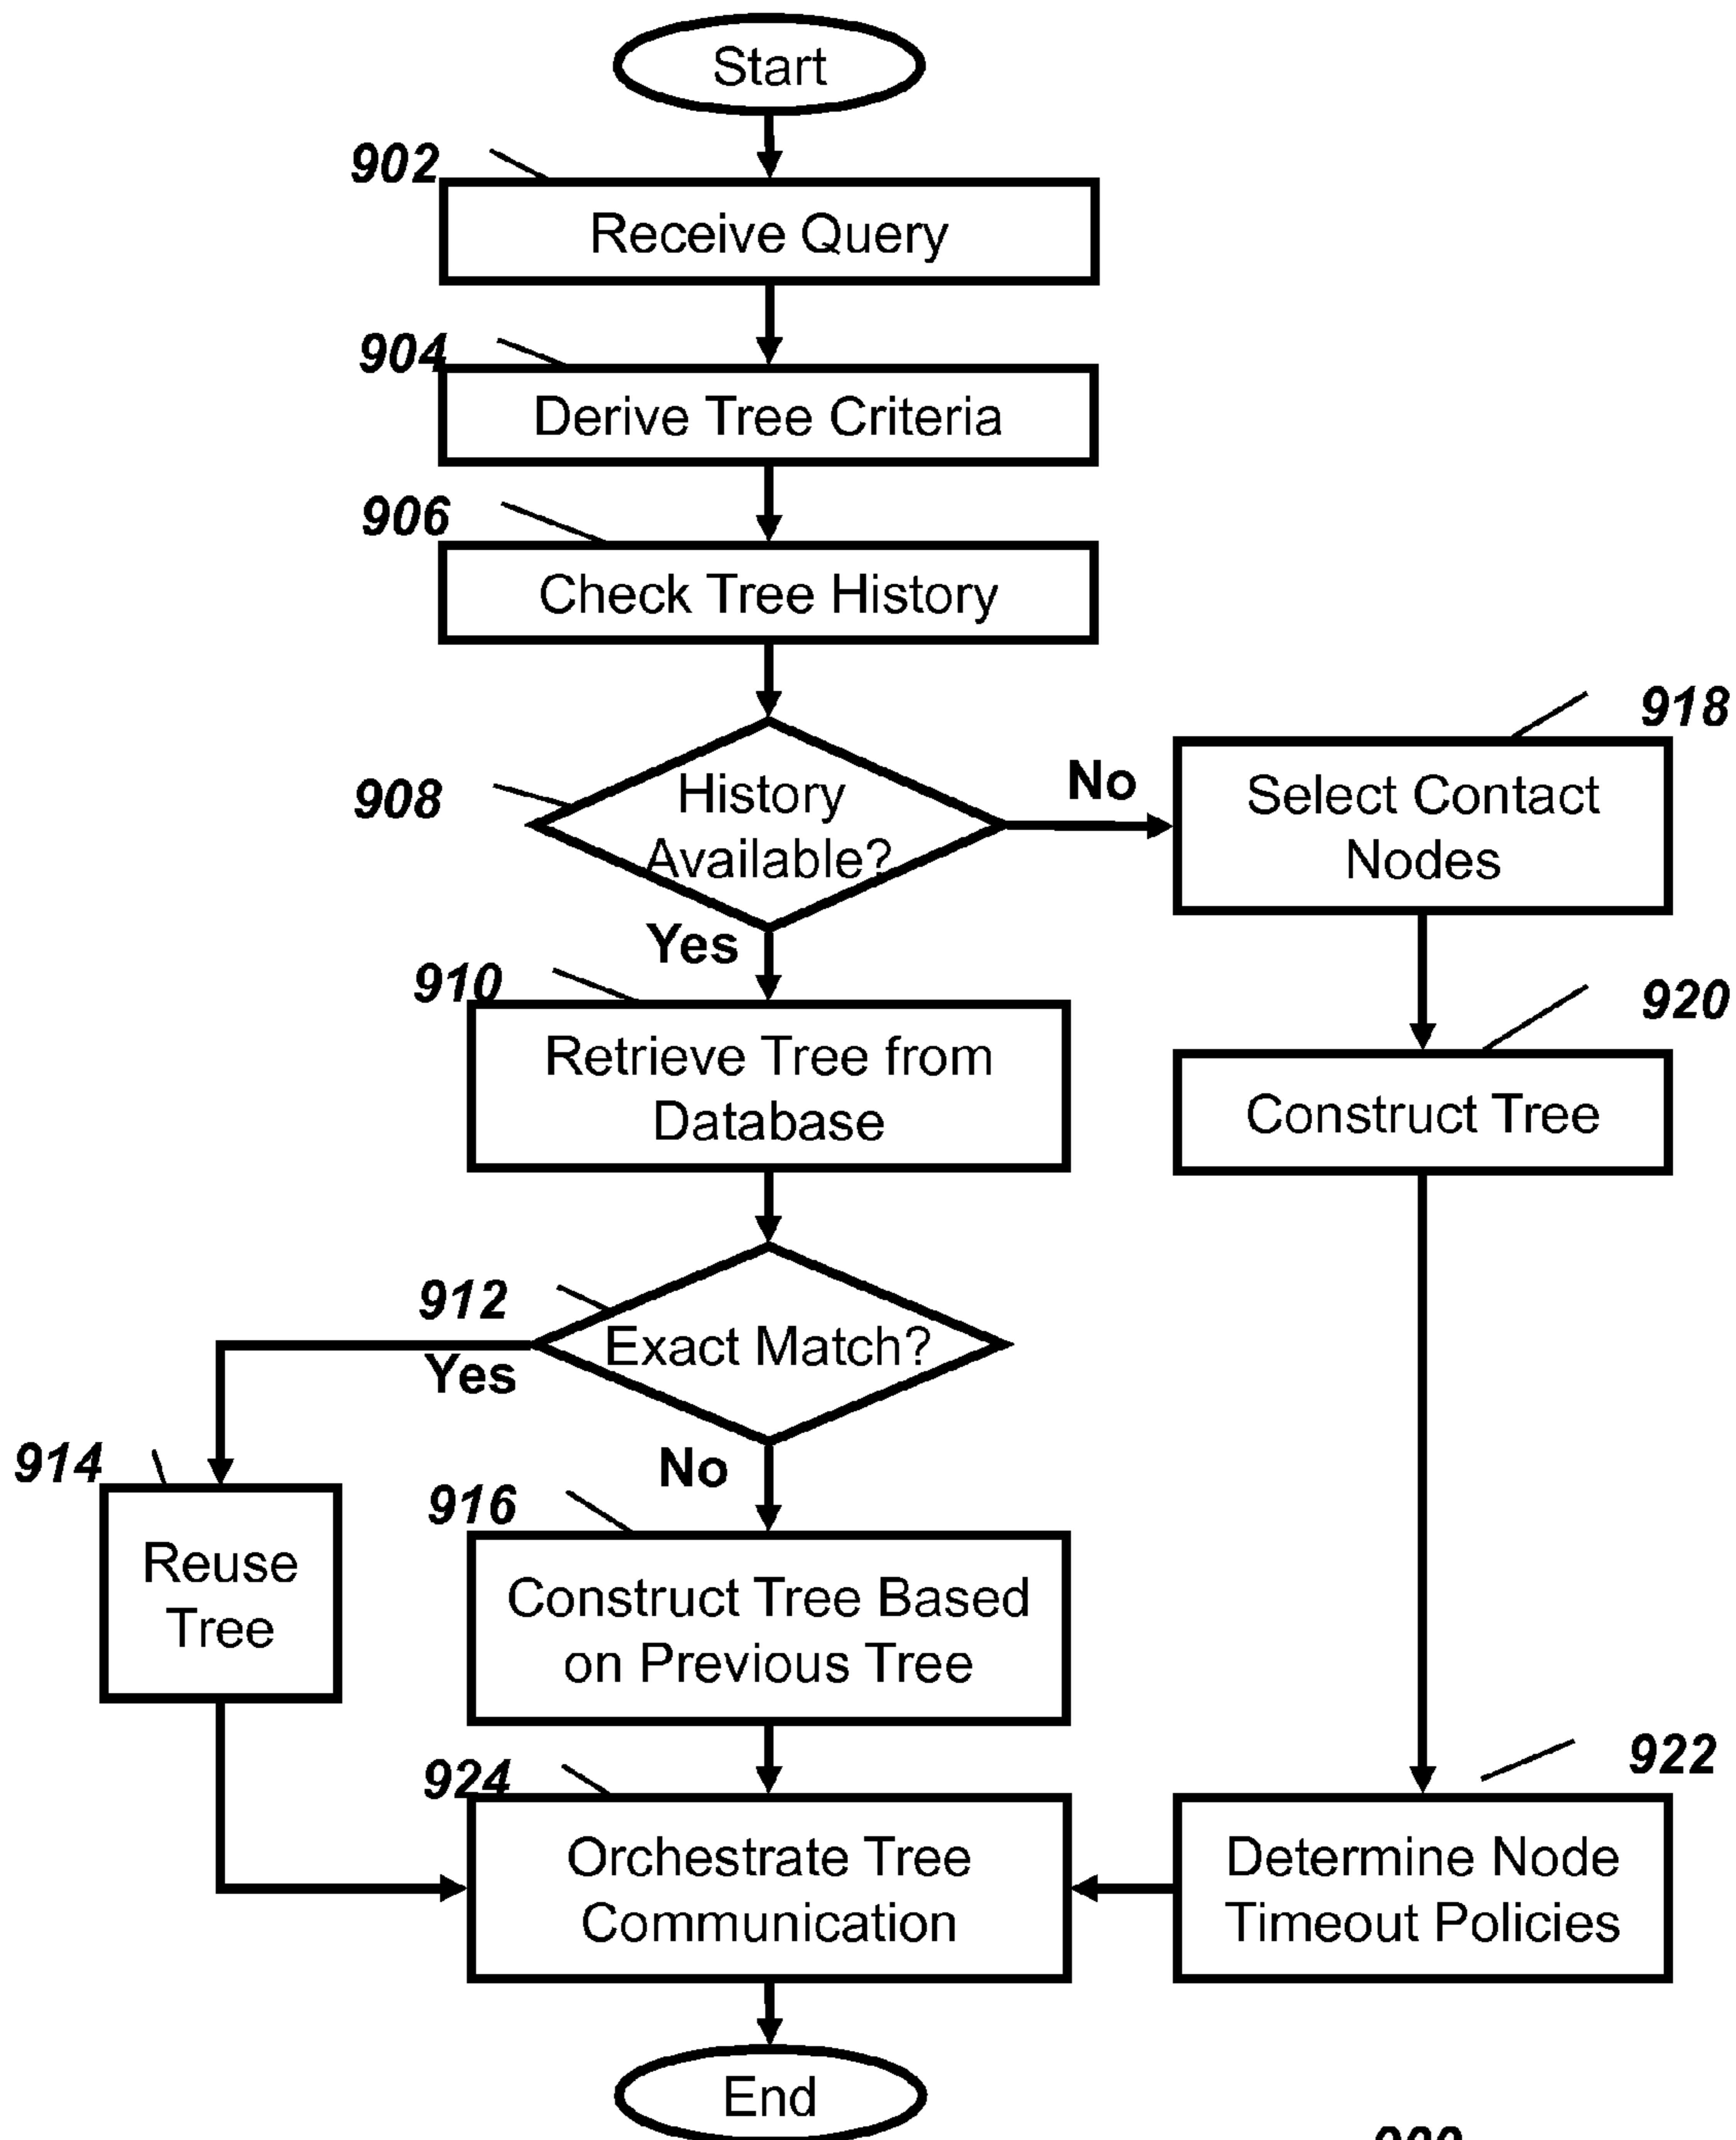 Start
902
Receive Query
904
Derive Tree Criteria
906
Check Tree History
918
908
History
Available?
No
Select Contact
Nodes
Yes
910
Retrieve Tree from
Database
920
Construct Tree
912
Exact Match?
Yes
914
Reuse
Tree
No
916
Construct Tree Based
on Previous Tree
924
Orchestrate Tree
Communication
922
Determine Node
Timeout Policies
End